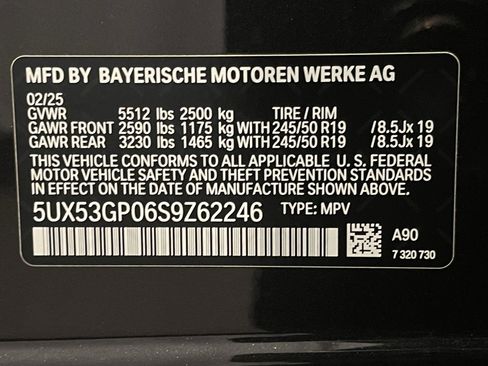 MFD BY BAYERISCHE MOTOREN WERKE AG
02/25
GVWR 5512 lbs 2500 kg TIRE / RIM
GAWR FRONT 2590 lbs 1175 kg WITH 245/50 R19 /8.5Jx 19
GAWR REAR 3230 lbs 1465 kg WITH 245/50 R19 /8.5Jx 19
THIS VEHICLE CONFORMS TO ALL APPLICABLE U. S. FEDERAL
MOTOR VEHICLE SAFETY AND THEFT PREVENTION STANDARDS
IN EFFECT ON THE DATE OF MANUFACTURE SHOWN ABOVE.
5UX53GP06S9Z62246 TYPE: MPV
A90
7 320 730